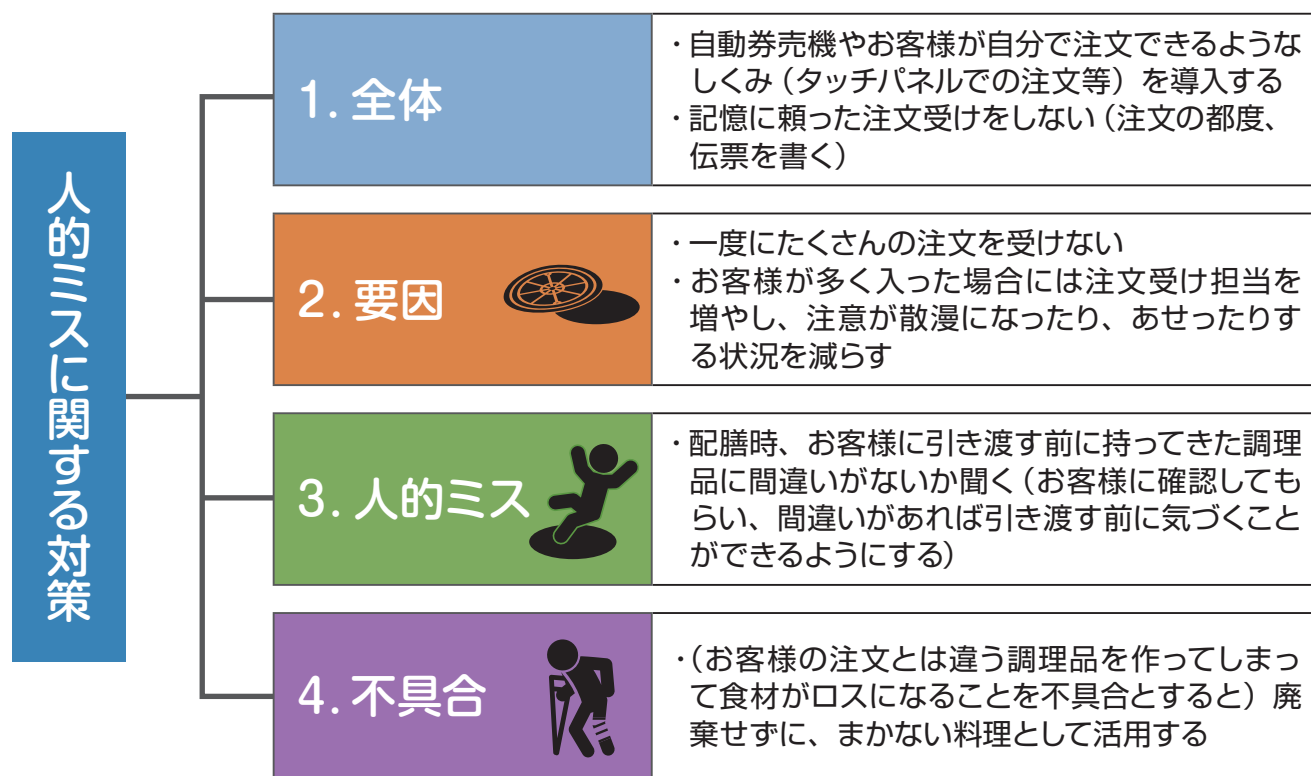 人的ミスに関する対策
1. 全体
・自動券売機やお客様が自分で注文できるような
しくみ（タッチパネルでの注文等）を導入する
・記憶に頼った注文受けをしない（注文の都度、
伝票を書く）
2. 要因
・一度にたくさんの注文を受けない
・お客様が多く入った場合には注文受け担当を
増やし、注意が散漫になったり、あせったりす
る状況を減らす
3. 人的ミス
・配膳時、お客様に引き渡す前に持ってきた調理
品に間違いがないか聞く（お客様に確認しても
らい、間違いがあれば引き渡す前に気づくこと
ができるようにする）
4. 不具合
・（お客様の注文とは違う調理品を作ってしまっ
て食材がロスになることを不具合とすると）廃
棄せずに、まかない料理として活用する